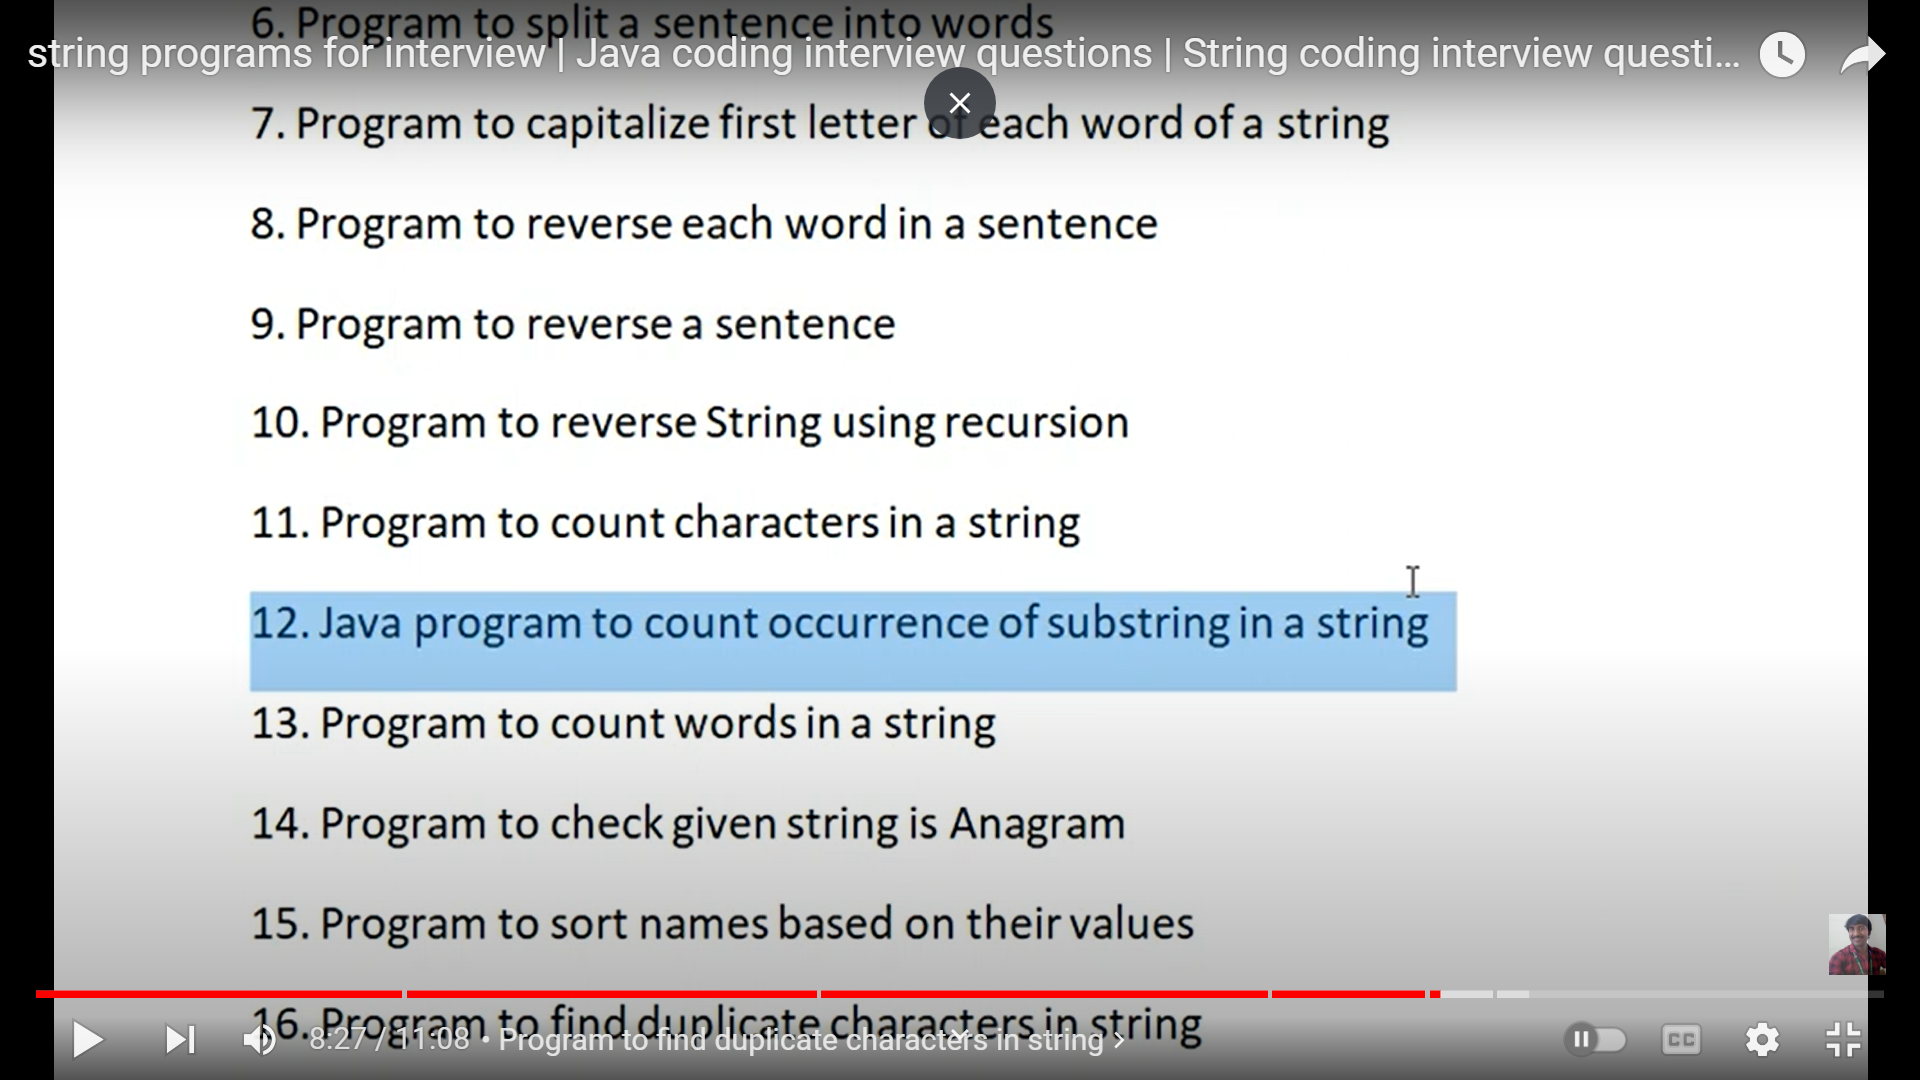 6. Program to split a sentence into words
string programs for interview | Java coding interview questions | String coding interview questi...
7. Program to capitalize first letter of each word of a string
8. Program to reverse each word in a sentence
9. Program to reverse a sentence
10. Program to reverse String using recursion
11. Program to count characters in a string
12. Java program to count occurrence of substring in a string
13. Program to count words in a string
14. Program to check given string is Anagram
15. Program to sort names based on their values
16. Program to find duplicate characters in string
8:27 / 11:08 • Program to find duplicate characters in string >
CC